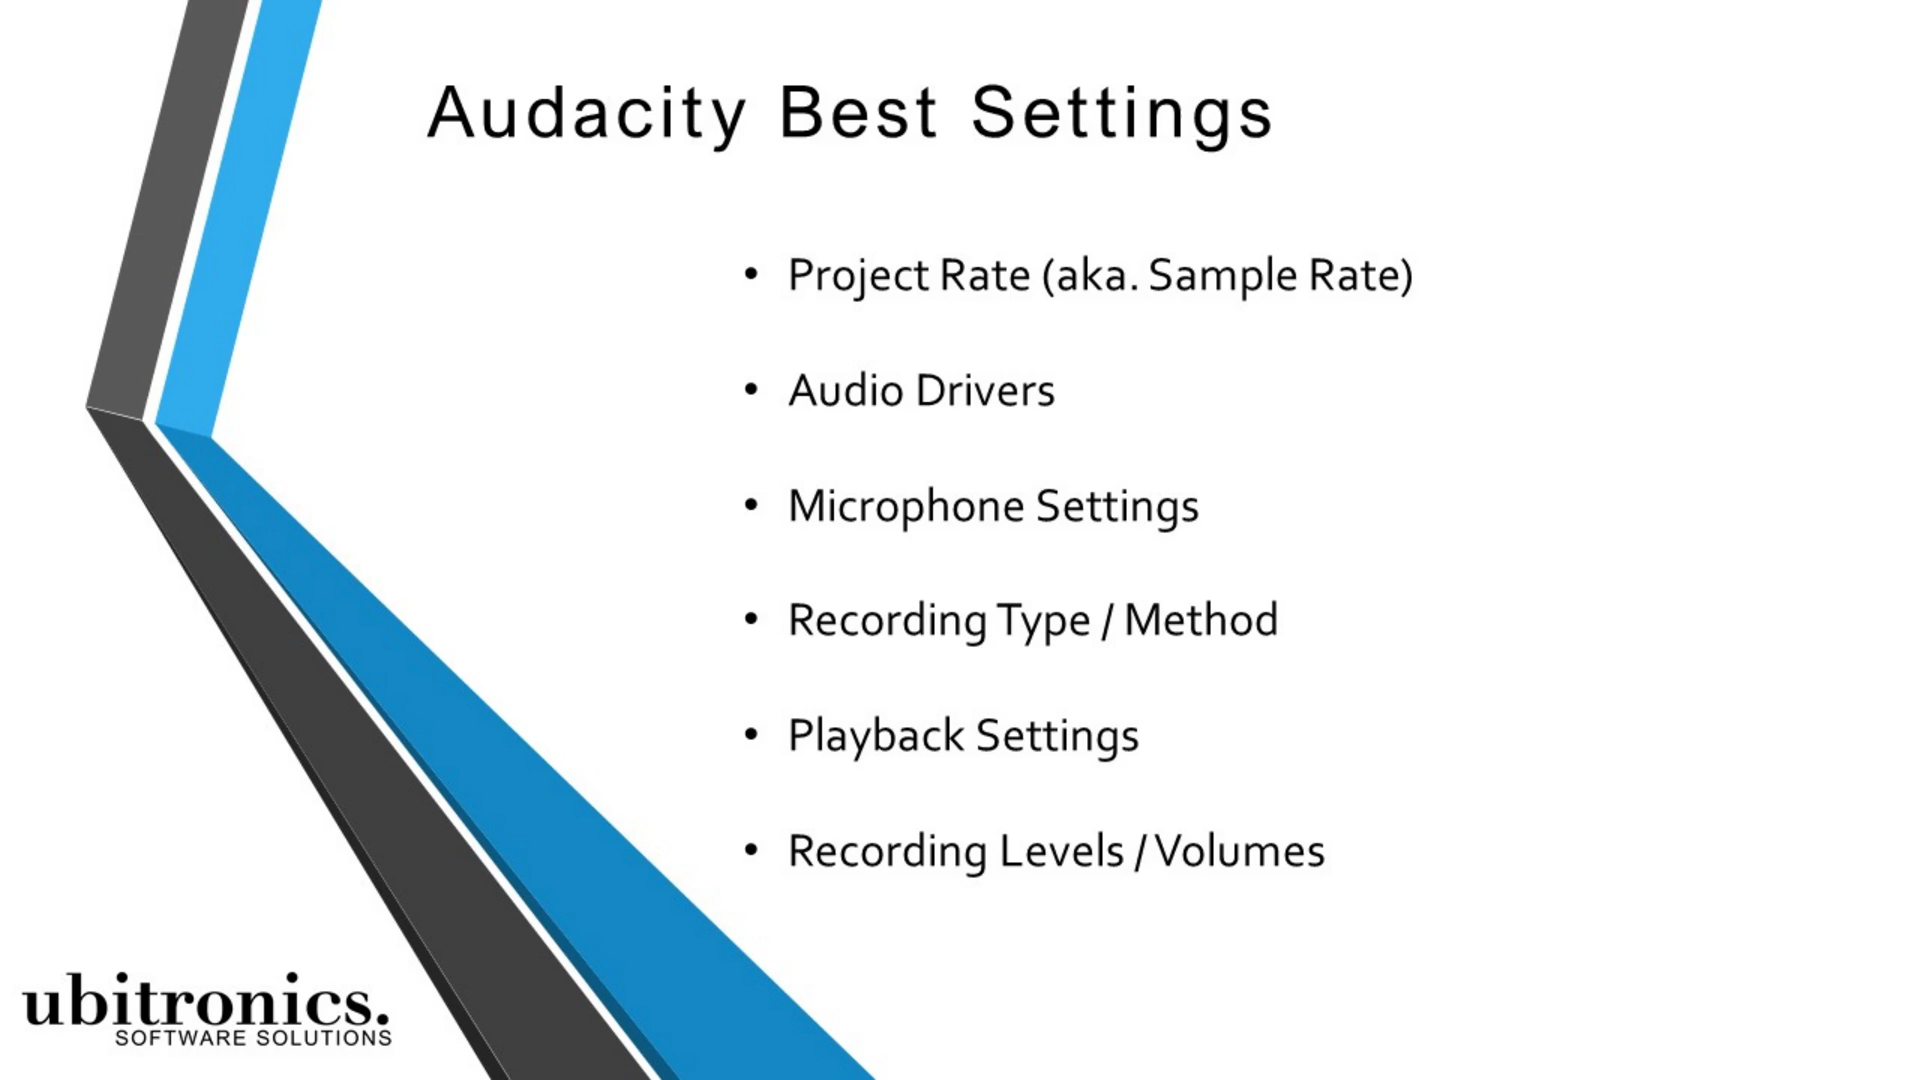 Audacity Best Settings
• Project Rate (aka. Sample Rate)
• Audio Drivers
• Microphone Settings
• Recording Type / Method
• Playback Settings
• Recording Levels / Volumes
ubitronics.
SOFTWARE SOLUTIONS